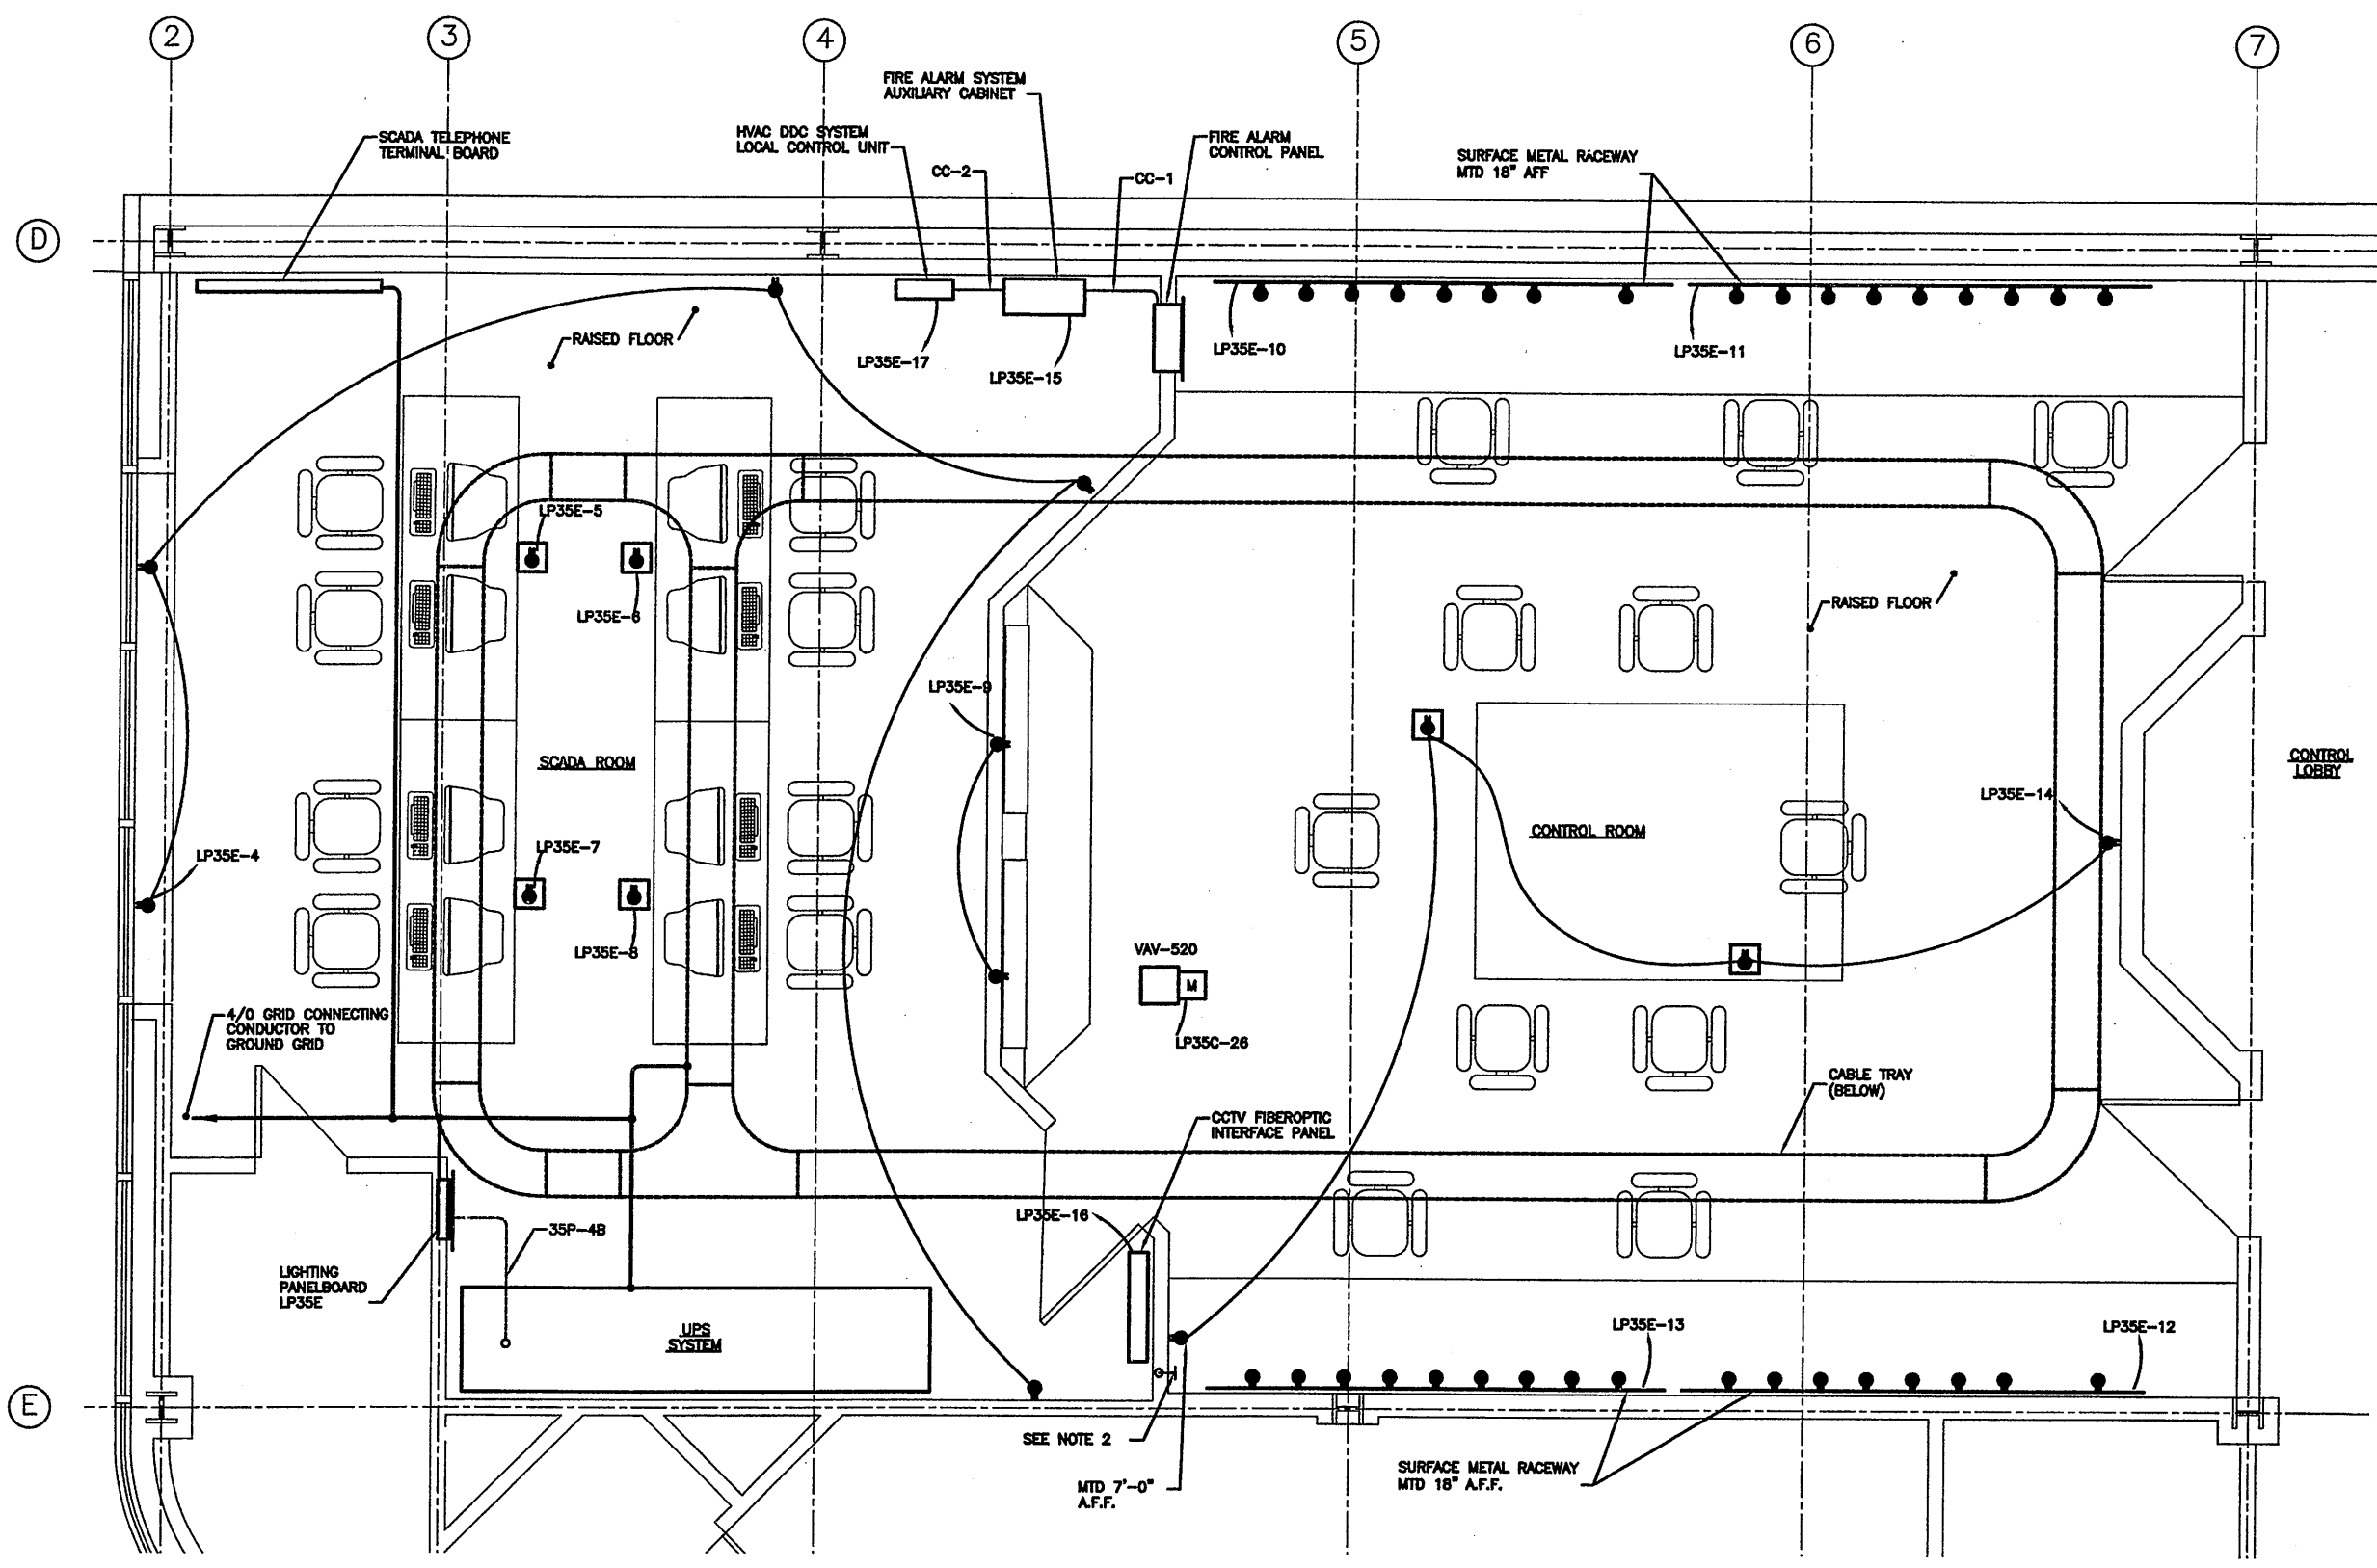 2
3
4
5
6
7
FIRE ALARM SYSTEM
AUXILIARY CABINET
SCADA TELEPHONE
TERMINAL BOARD
HVAC DDC SYSTEM
LOCAL CONTROL UNIT
FIRE ALARM
CONTROL PANEL
CC-2
CC-1
SURFACE METAL RACEWAY
MTD 18" AFF
D
RAISED FLOOR
LP35E-17
LP35E-15
LP35E-10
LP35E-11
LP35E-5
LP35E-6
RAISED FLOOR
LP35E-9
SCADA ROOM
CONTROL
LOBBY
LP35E-14
CONTROL ROOM
LP35E-4
LP35E-7
LP35E-8
VAV-520
M
LP35C-26
4/0 GRID CONNECTING
CONDUCTOR TO
GROUND GRID
CABLE TRAY
(BELOW)
CCTV FIBEROPTIC
INTERFACE PANEL
LP35E-16
35P-4B
LIGHTING
PANELBOARD
LP35E
UPS
SYSTEM
LP35E-13
LP35E-12
E
SEE NOTE 2
MTD 7'-0"
A.F.F.
SURFACE METAL RACEWAY
MTD 18" A.F.F.